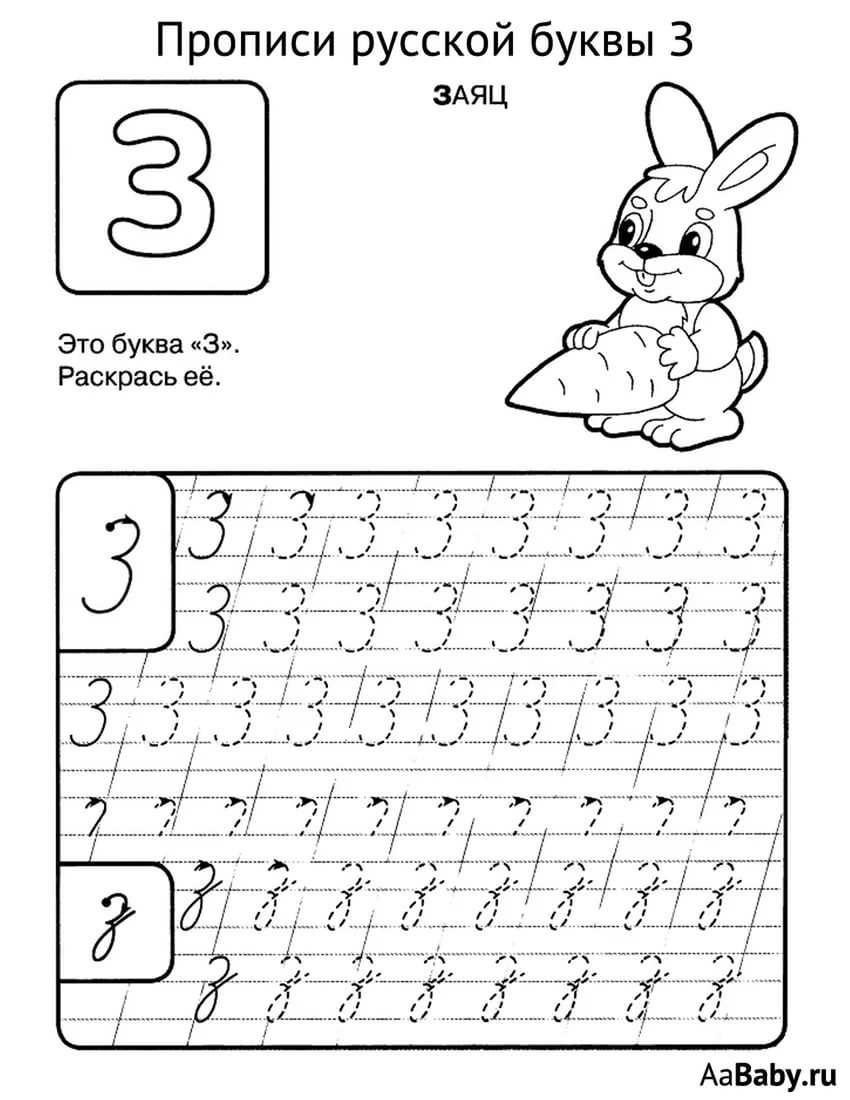 Прописи русской буквы З
ЗАЯЦ
З
Это буква «З».
Раскрась её.
З З З З З З З З З
З З З З З З З З
З З З З З З З З З З
з з з з з з з з з
з з з з з з з з
AaBaby.ru